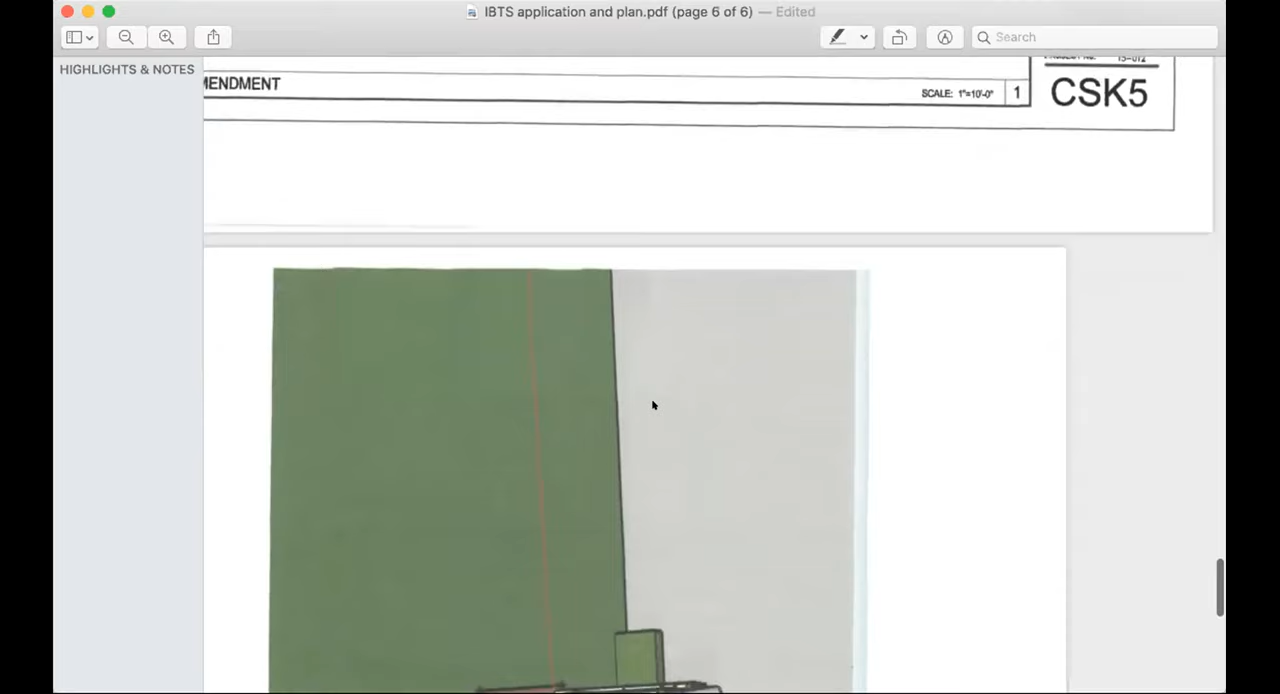 IBTS application and plan.pdf (page 6 of 6) — Edited
Search
HIGHLIGHTS & NOTES
MENDMENT
SCALE: 1"=10'-0"
1
CSK5